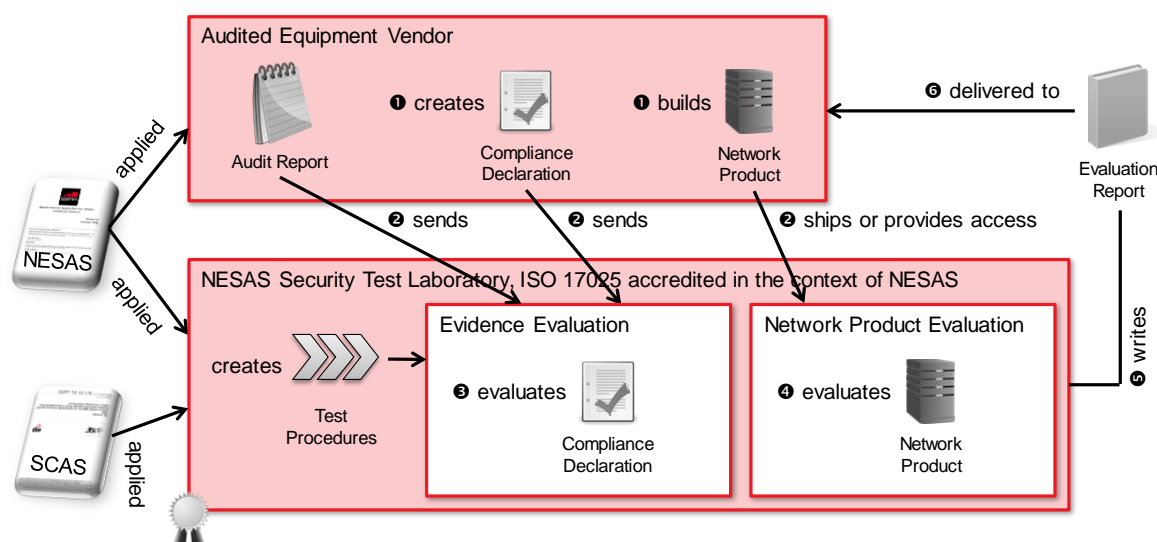 Audited Equipment Vendor
❶ creates
❶ builds
❻ delivered to
Audit Report
Compliance
Declaration
Network
Product
Evaluation
Report
applied
NESAS
❷ sends
❷ sends
❷ ships or provides access
applied
NESAS Security Test Laboratory, ISO 17025 accredited in the context of NESAS
Evidence Evaluation
Network Product Evaluation
creates
Test
Procedures
❸ evaluates
❹ evaluates
❺ writes
Compliance
Declaration
Network
Product
SCAS
applied